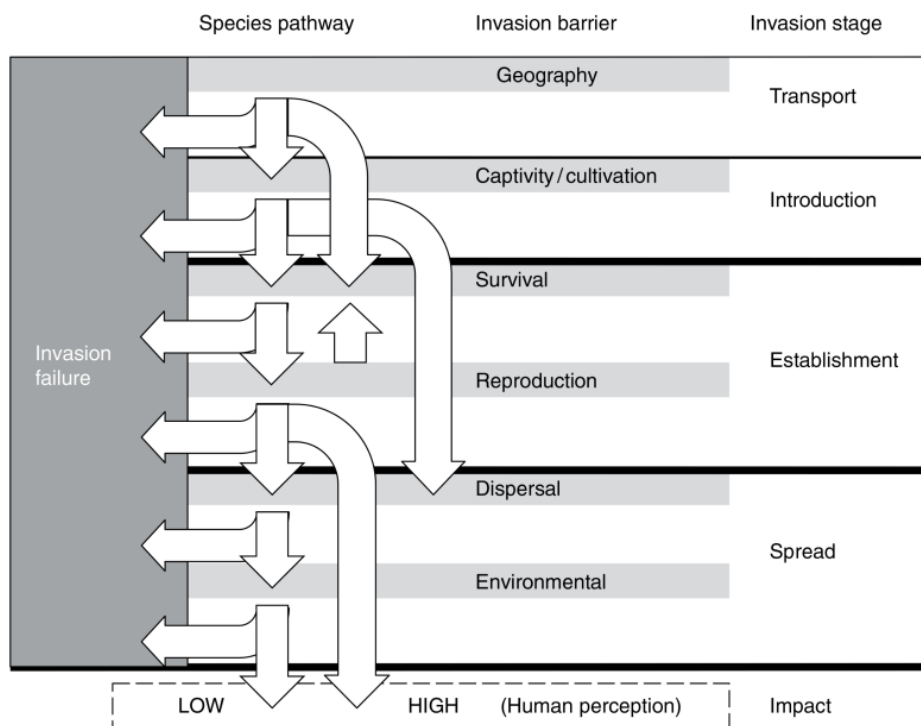 Species pathway Invasion barrier Invasion stage
Geography
Transport
Captivity / cultivation
Introduction
Survival
Invasion
failure
Establishment
Reproduction
Dispersal
Spread
Environmental
LOW HIGH (Human perception) Impact